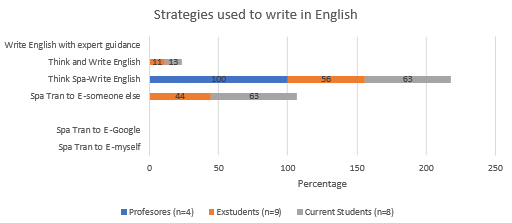 Strategies used to write in English
Write English with expert guidance
Think and Write English
11 13
Think Spa-Write English
100 56 63
Spa Tran to E-someone else
44 63
Spa Tran to E-Google
Spa Tran to E-myself
0 50 100 150 200 250
Percentage
Profesores (n=4) Exstudents (n=9) Current Students (n=8)